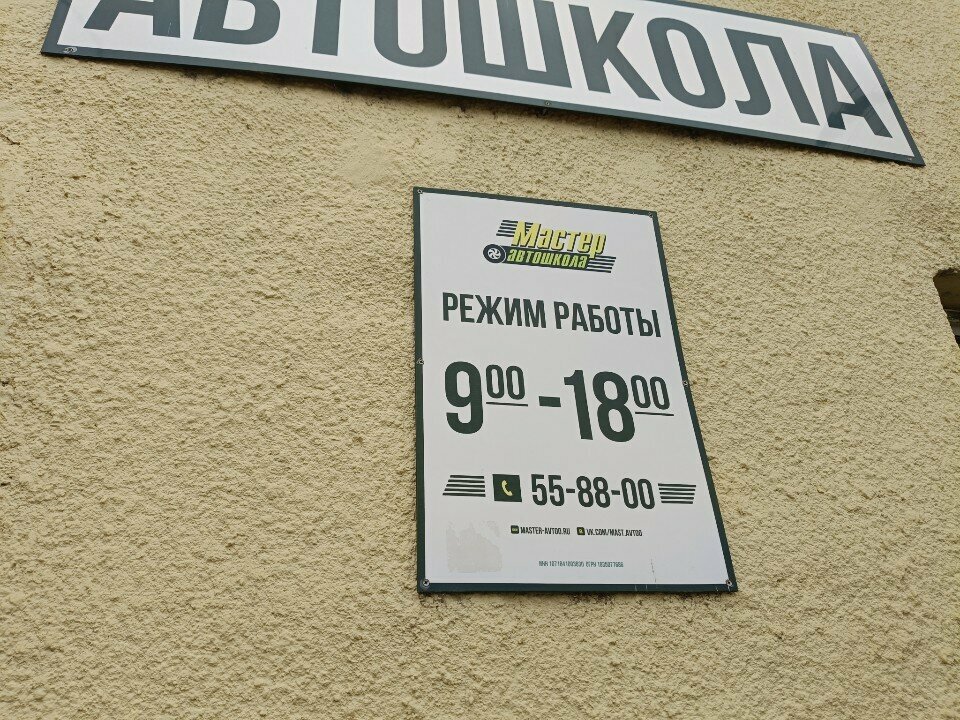 АВТОШКОЛА
Мастер
АВТОШКОЛА
РЕЖИМ РАБОТЫ
9⁰⁰-18⁰⁰
55-88-00
MASTER-AVTOO.RU VK.COM/MAST.AVTOO